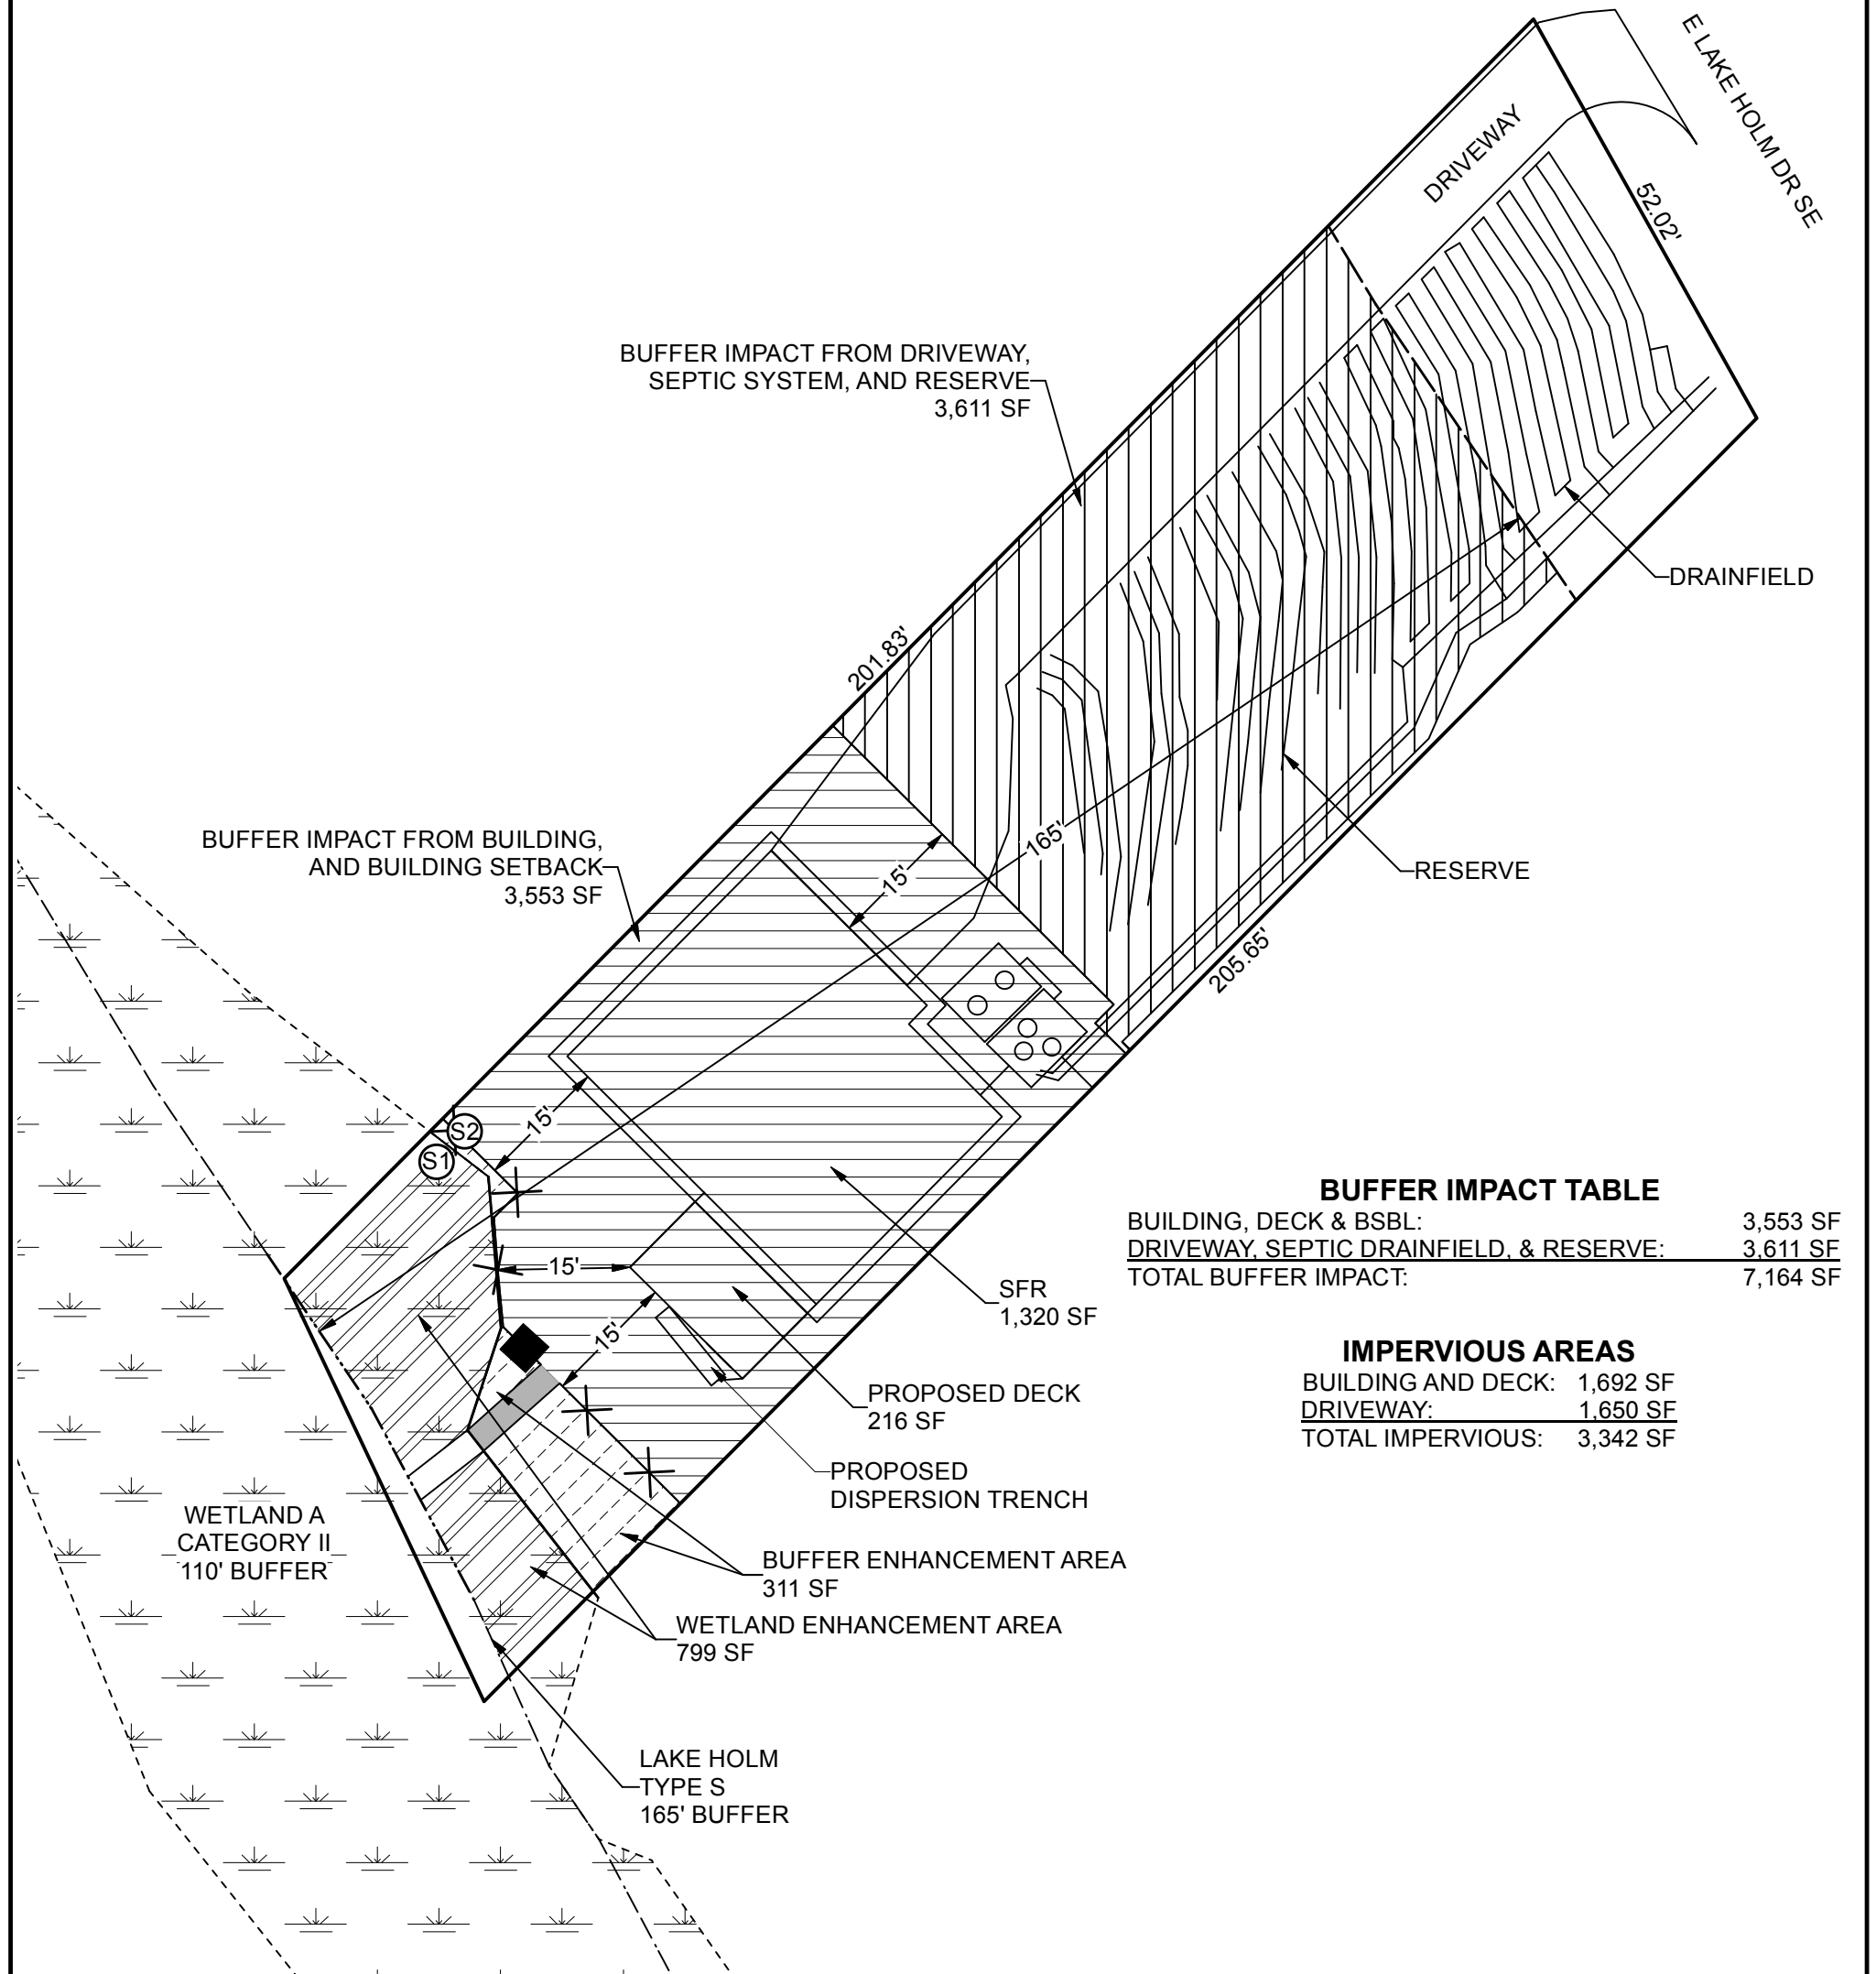 E LAKE HOLM DR SE
DRIVEWAY
52.02'
BUFFER IMPACT FROM DRIVEWAY,
SEPTIC SYSTEM, AND RESERVE
3,611 SF
DRAINFIELD
201.83'
BUFFER IMPACT FROM BUILDING,
AND BUILDING SETBACK
3,553 SF
165'
15'
RESERVE
205.65'
15'
S2
S1
15'
15'
SFR
1,320 SF
BUFFER IMPACT TABLE
BUILDING, DECK & BSBL: 3,553 SF
DRIVEWAY, SEPTIC DRAINFIELD, & RESERVE: 3,611 SF
TOTAL BUFFER IMPACT: 7,164 SF
IMPERVIOUS AREAS
BUILDING AND DECK: 1,692 SF
DRIVEWAY: 1,650 SF
TOTAL IMPERVIOUS: 3,342 SF
PROPOSED DECK
216 SF
PROPOSED
DISPERSION TRENCH
WETLAND A
CATEGORY II
110' BUFFER
BUFFER ENHANCEMENT AREA
311 SF
WETLAND ENHANCEMENT AREA
799 SF
LAKE HOLM
TYPE S
165' BUFFER